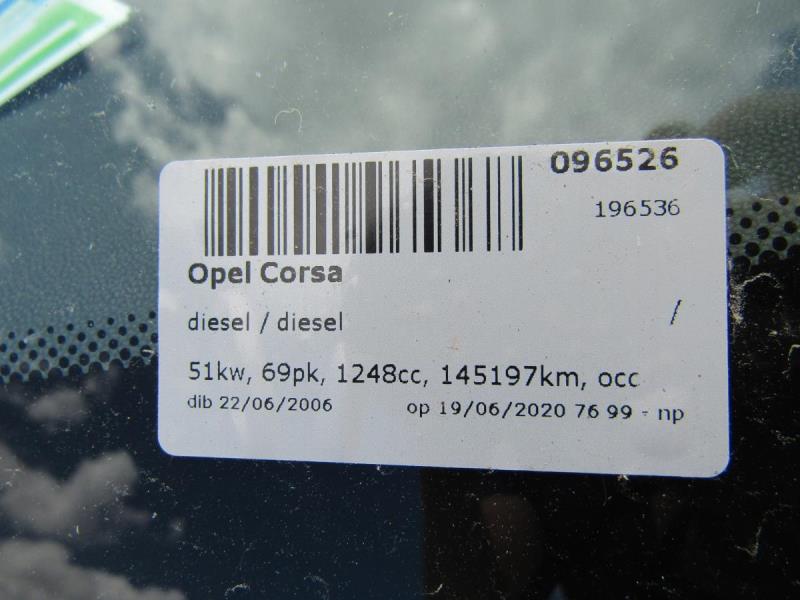 096526
196536
Opel Corsa
diesel / diesel /
51kw, 69pk, 1248cc, 145197km, occ
dib 22/06/2006 op 19/06/2020 76 99 - np